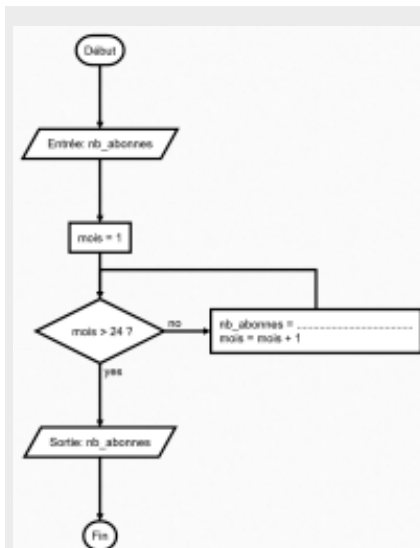 Début
Entrée: nb_abonnes
mois = 1
mois > 24 ?
no
nb_abonnes = ................................
mois = mois + 1
yes
Sortie: nb_abonnes
Fin